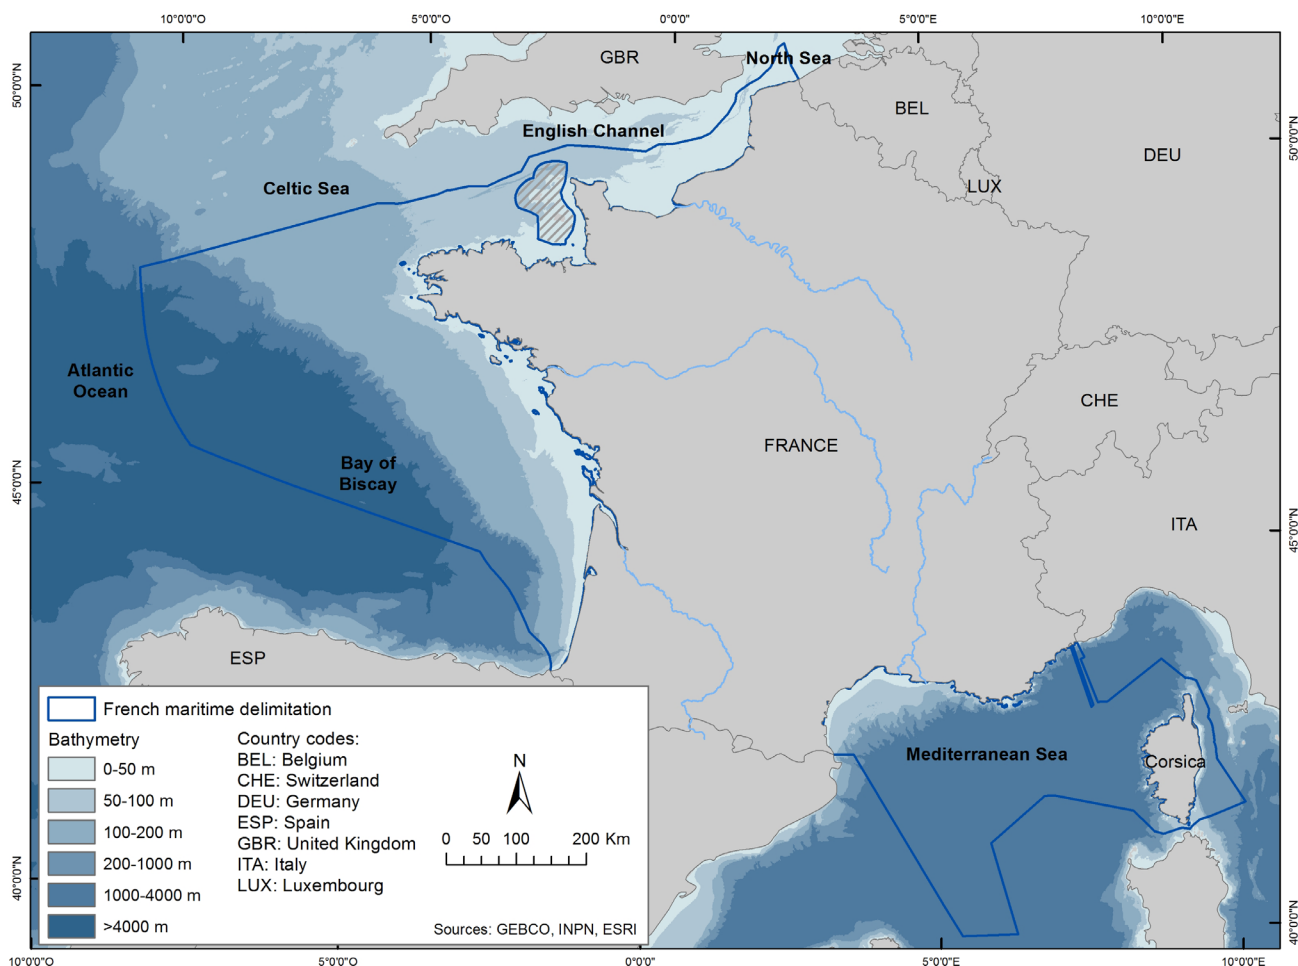 10°0'0"O 5°0'0"O 0°0'0" 5°0'0"E 10°0'0"E
50°0'0"N
GBR
North Sea
BEL
50°0'0"N
English Channel
DEU
Celtic Sea
LUX
Atlantic
Ocean
CHE
FRANCE
Bay of
Biscay
45°0'0"N
ITA
45°0'0"N
ESP
Mediterranean Sea
Corsica
French maritime delimitation
Bathymetry
0-50 m
50-100 m
100-200 m
200-1000 m
1000-4000 m
>4000 m
Country codes:
BEL: Belgium
CHE: Switzerland
DEU: Germany
ESP: Spain
GBR: United Kingdom
ITA: Italy
LUX: Luxembourg
N
0 50 100 200 Km
Sources: GEBCO, INPN, ESRI
40°0'0"N
40°0'0"N
10°0'0"O 5°0'0"O 0°0'0" 5°0'0"E 10°0'0"E